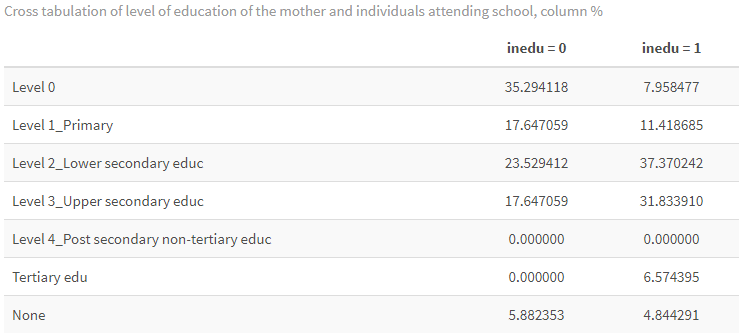 Cross tabulation of level of education of the mother and individuals attending school, column %
inedu = 0 inedu = 1
Level 0 35.294118 7.958477
Level 1_Primary 17.647059 11.418685
Level 2_Lower secondary educ 23.529412 37.370242
Level 3_Upper secondary educ 17.647059 31.833910
Level 4_Post secondary non-tertiary educ 0.000000 0.000000
Tertiary edu 0.000000 6.574395
None 5.882353 4.844291